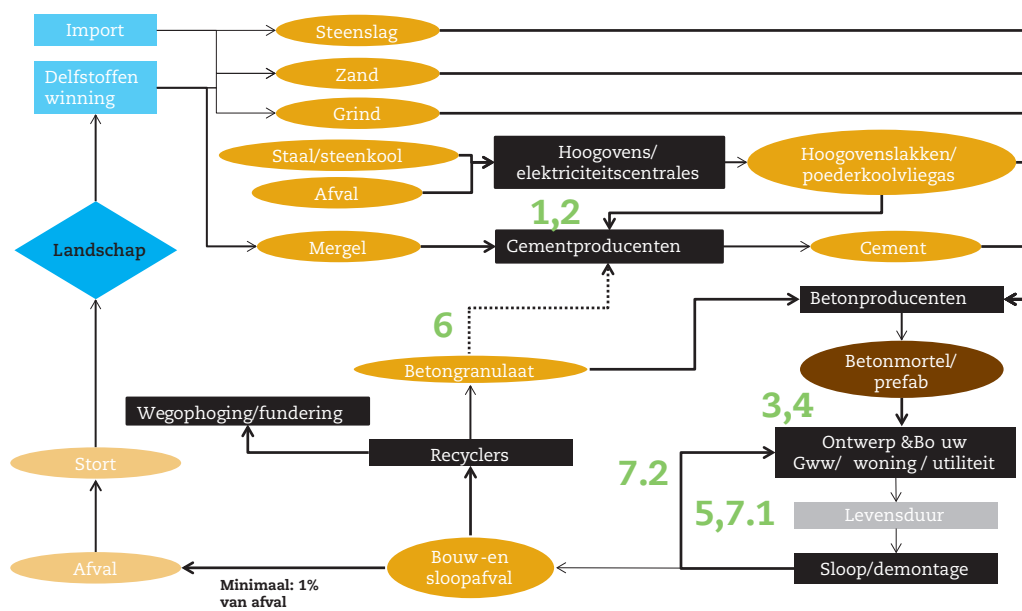 Import
Steenslag
Delfstoffen
winning
Zand
Grind
Staal/steenkool
Afval
Hoogovens/
elektriciteitscentrales
Hoogovenslakken/
poederkoolvliegas
1,2
Landschap
Mergel
Cementproducenten
Cement
6
Betonproducenten
Betongranulaat
Betonmortel/
prefab
Wegophoging/fundering
3,4
Recyclers
Ontwerp &Bo uw
Gww/ woning / utiliteit
Stort
7.2
5,7.1
Levensduur
Afval
Bouw-en
sloopafval
Sloop/demontage
Minimaal: 1%
van afval